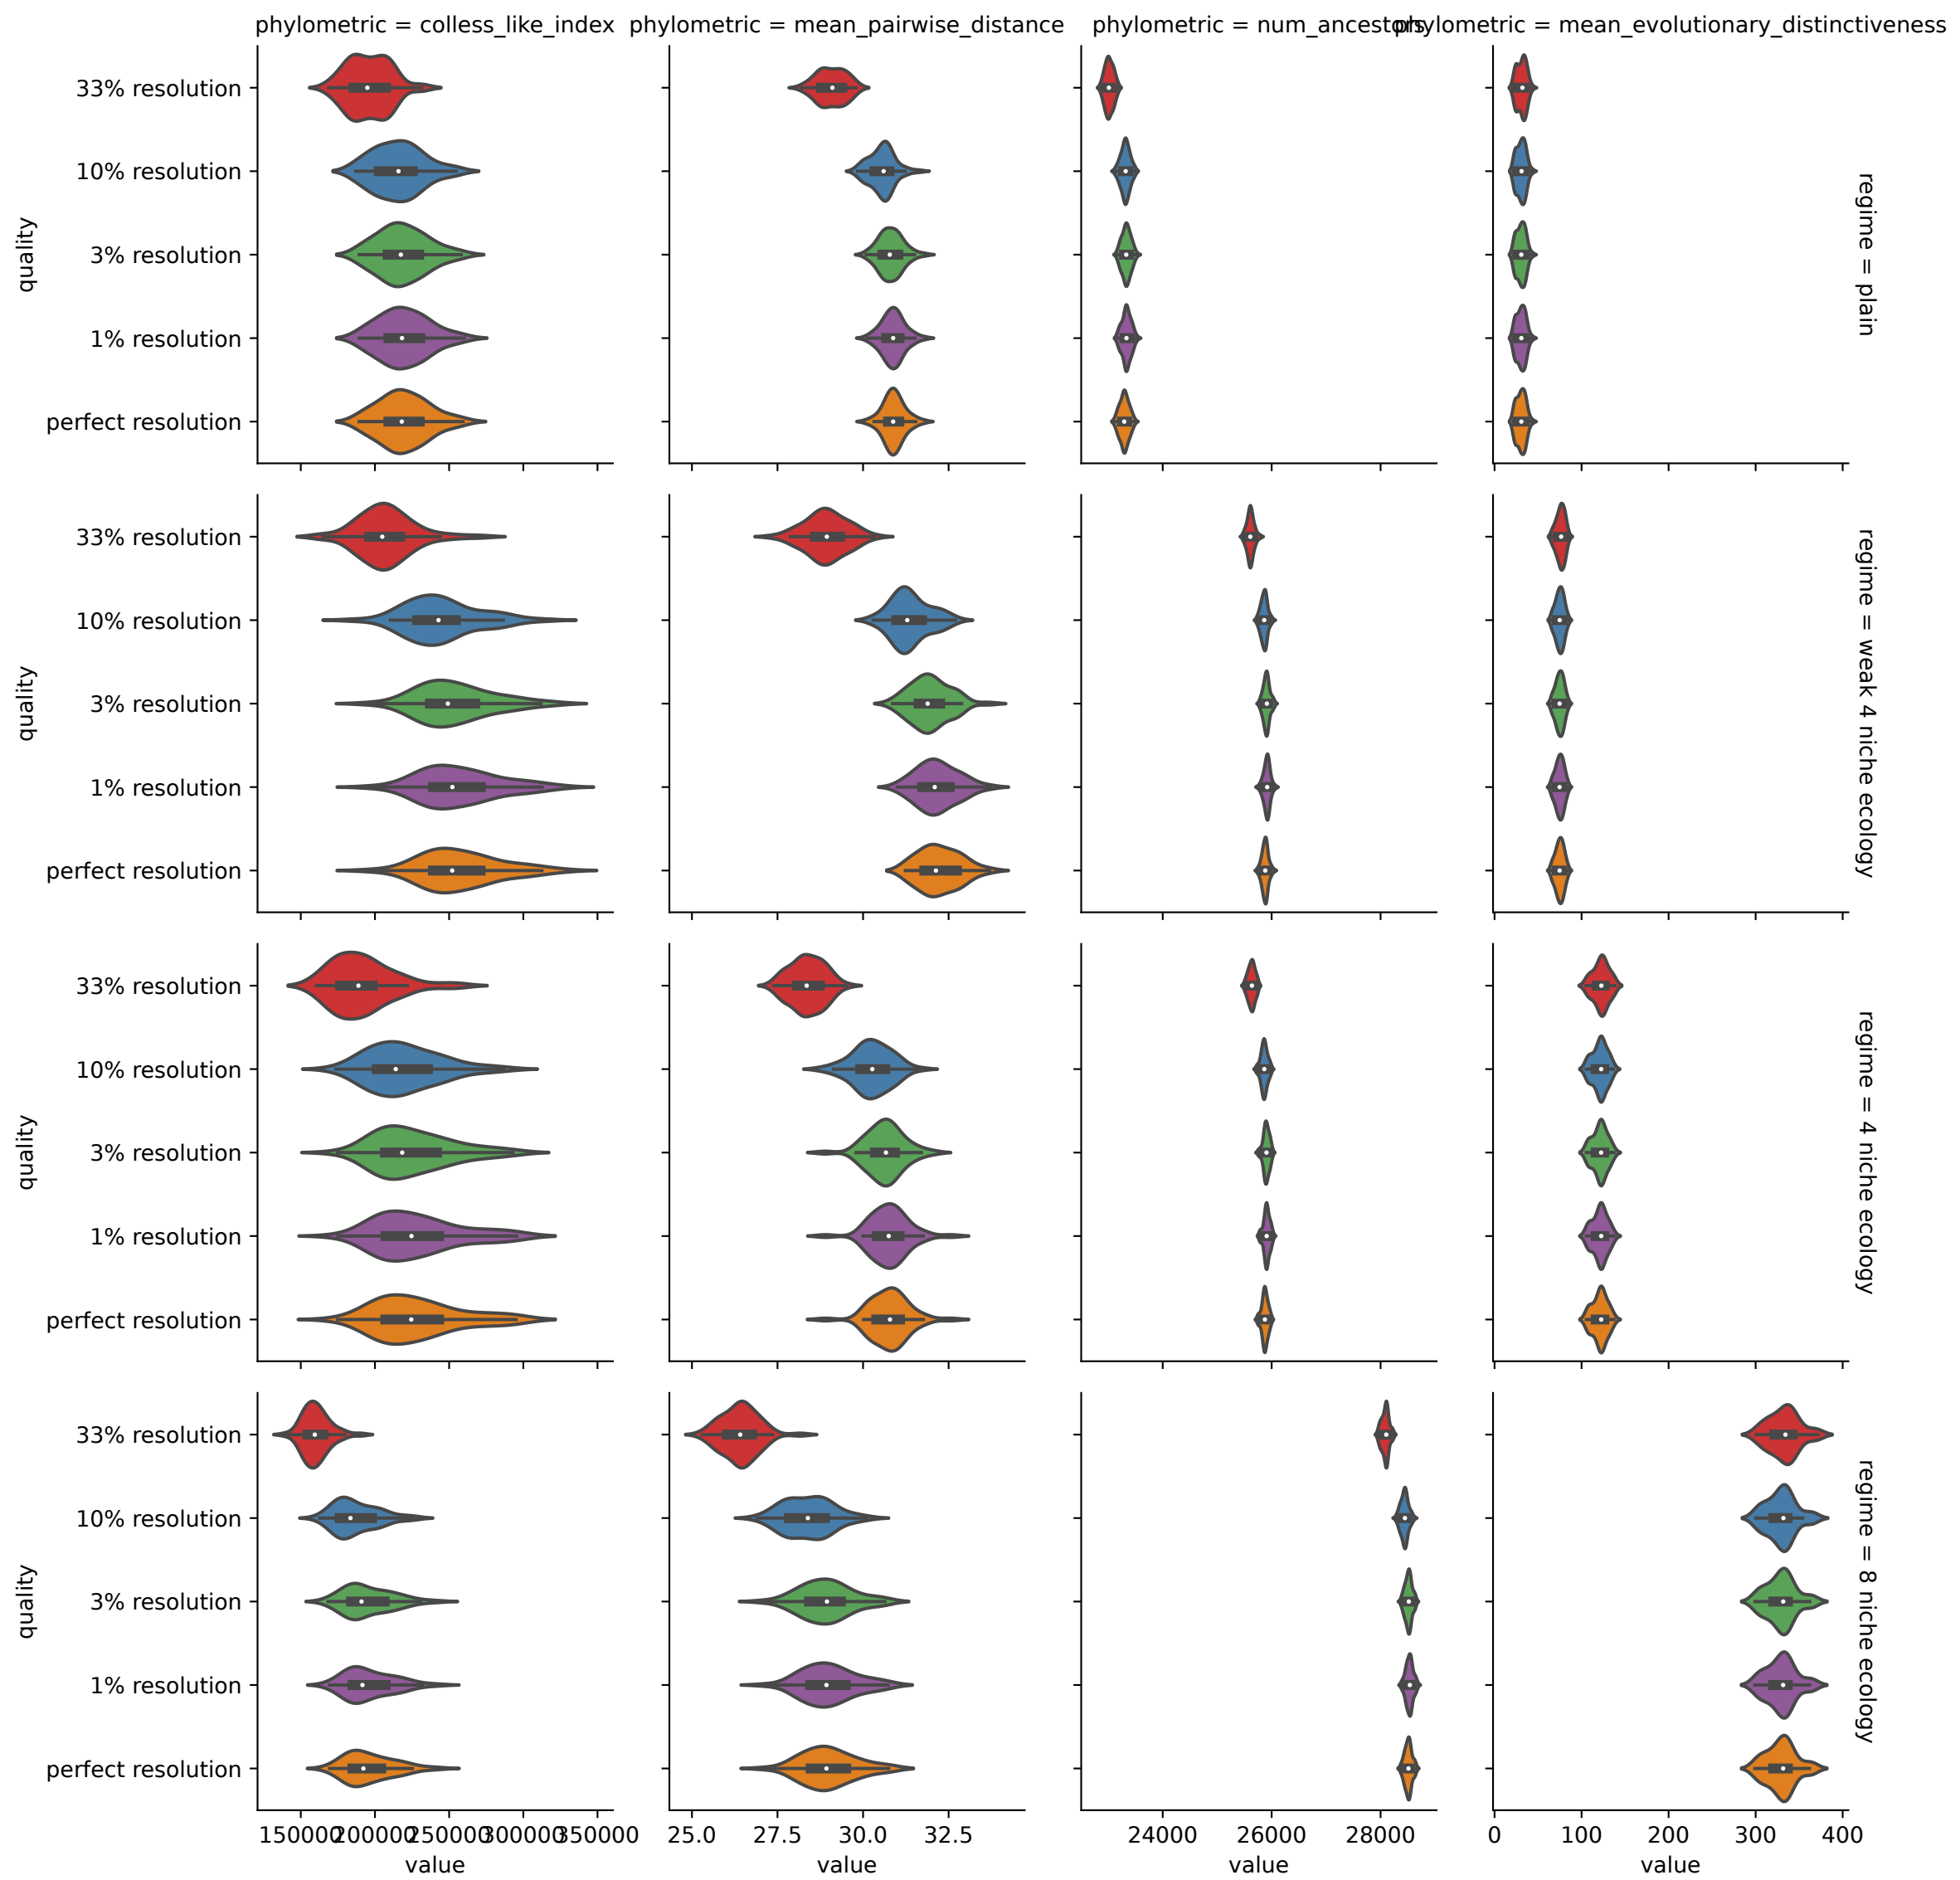 phylometric = colless_like_index
phylometric = mean_pairwise_distance
phylometric = num_ancestors
phylometric = mean_evolutionary_distinctiveness
quality
33% resolution
10% resolution
3% resolution
1% resolution
perfect resolution
regime = plain
quality
33% resolution
10% resolution
3% resolution
1% resolution
perfect resolution
regime = weak 4 niche ecology
quality
33% resolution
10% resolution
3% resolution
1% resolution
perfect resolution
regime = 4 niche ecology
quality
33% resolution
10% resolution
3% resolution
1% resolution
perfect resolution
regime = 8 niche ecology
150000 200000 250000 300000 350000
value
25.0 27.5 30.0 32.5
value
24000 26000 28000
value
0 100 200 300 400
value